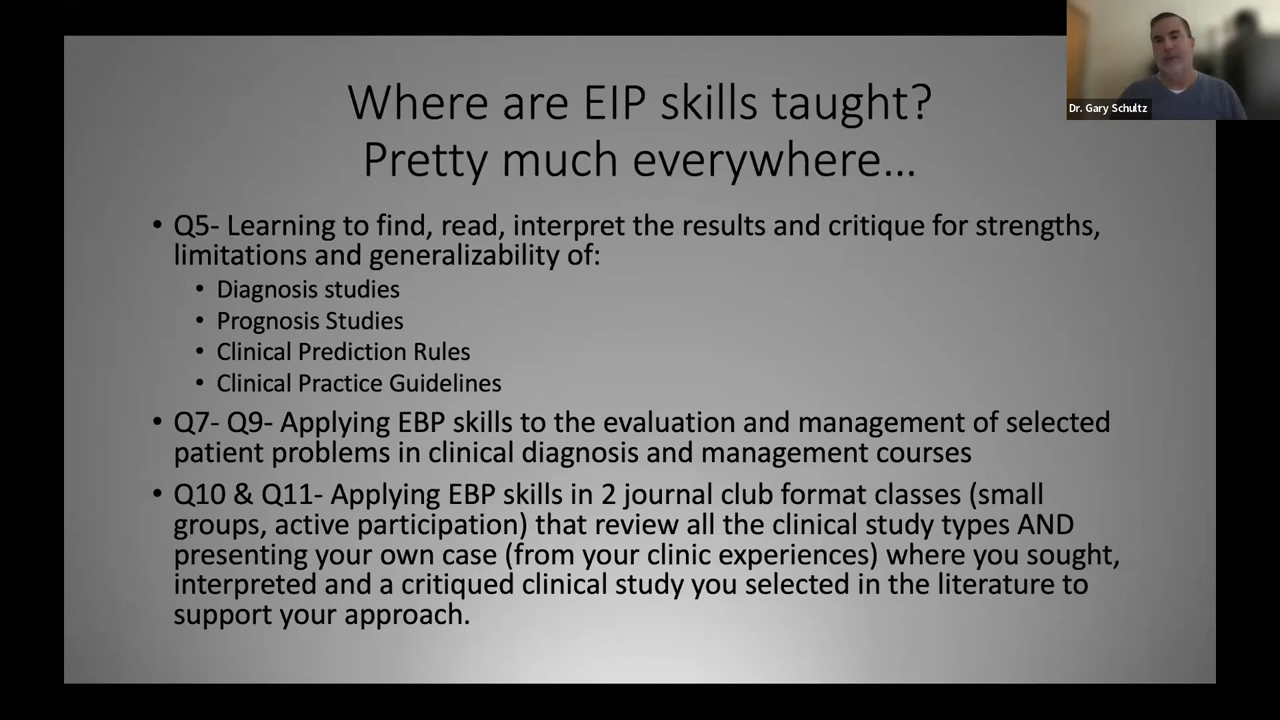 Dr. Gary Schultz
Where are EIP skills taught?
Pretty much everywhere...
• Q5- Learning to find, read, interpret the results and critique for strengths,
limitations and generalizability of:
• Diagnosis studies
• Prognosis Studies
• Clinical Prediction Rules
• Clinical Practice Guidelines
• Q7- Q9- Applying EBP skills to the evaluation and management of selected
patient problems in clinical diagnosis and management courses
• Q10 & Q11- Applying EBP skills in 2 journal club format classes (small
groups, active participation) that review all the clinical study types AND
presenting your own case (from your clinic experiences) where you sought,
interpreted and a critiqued clinical study you selected in the literature to
support your approach.